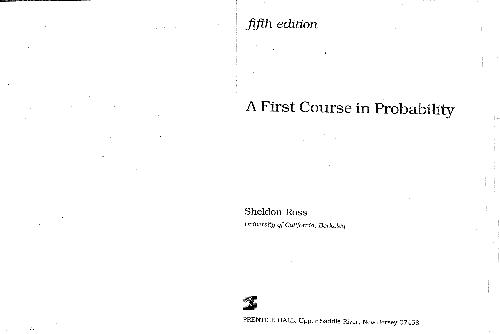 fifth edition
A First Course in Probability
Sheldon Ross
University of California, Berkeley
PRENTICE HALL, Upper Saddle River, New Jersey 07458